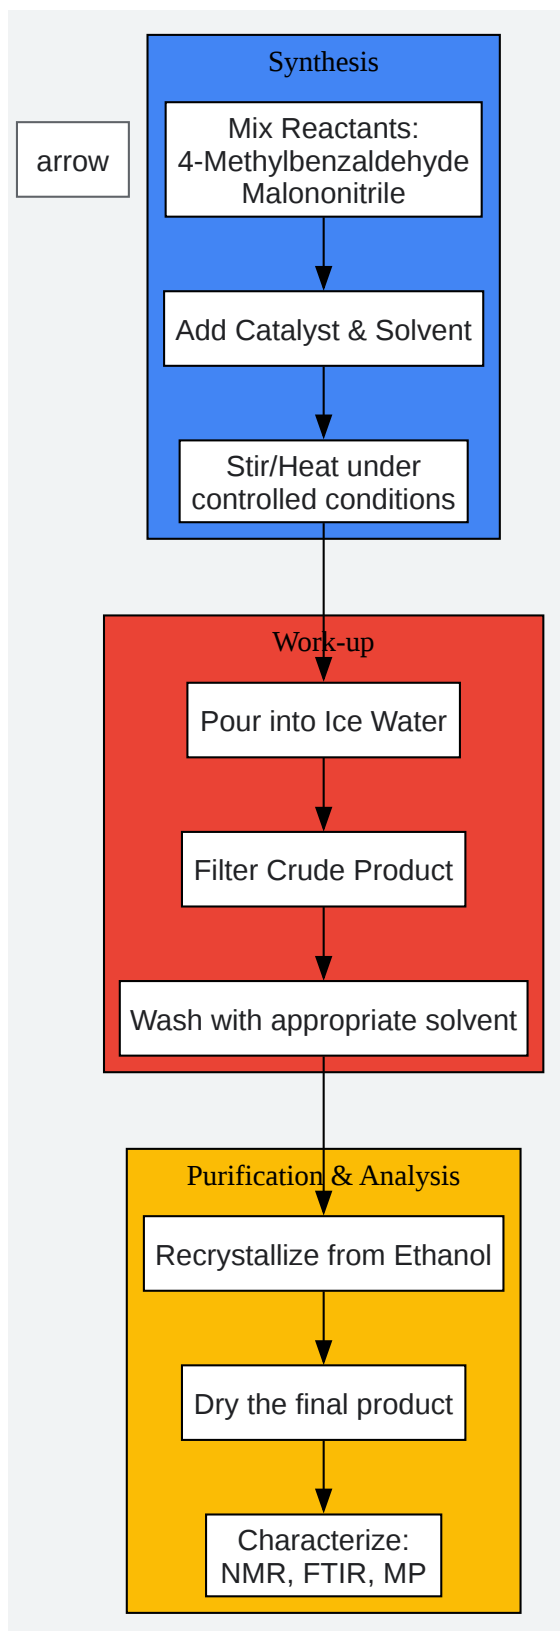 Synthesis
arrow
Mix Reactants:
4-Methylbenzaldehyde
Malononitrile
Add Catalyst & Solvent
Stir/Heat under
controlled conditions
Work-up
Pour into Ice Water
Filter Crude Product
Wash with appropriate solvent
Purification & Analysis
Recrystallize from Ethanol
Dry the final product
Characterize:
NMR, FTIR, MP